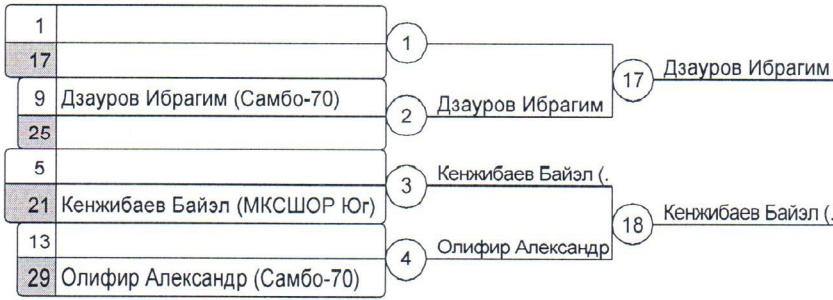 1
17
1
9 Дзауров Ибрагим (Самбо-70)
25
2
Дзауров Ибрагим
17
Дзауров Ибрагим
5
21 Кенжибаев Байэл (МКСШОР Юг)
3
Кенжибаев Байэл (.
13
29 Олифир Александр (Самбо-70)
4
Олифир Александр
18
Кенжибаев Байэл (.